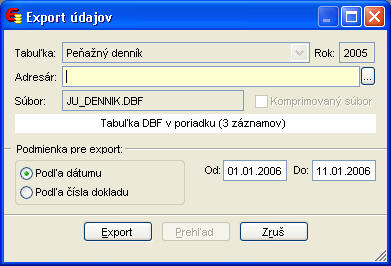 Export údajov
Tabuľka: Peňažný denník Rok: 2005
Adresár: ...
Súbor: JU_DENNIK.DBF Komprimovaný súbor
Tabuľka DBF v poriadku (3 záznamov)
Podmienka pre export:
Podľa dátumu Od: 01.01.2006 Do: 11.01.2006
Podľa čísla dokladu
Export Prehľad Zruš